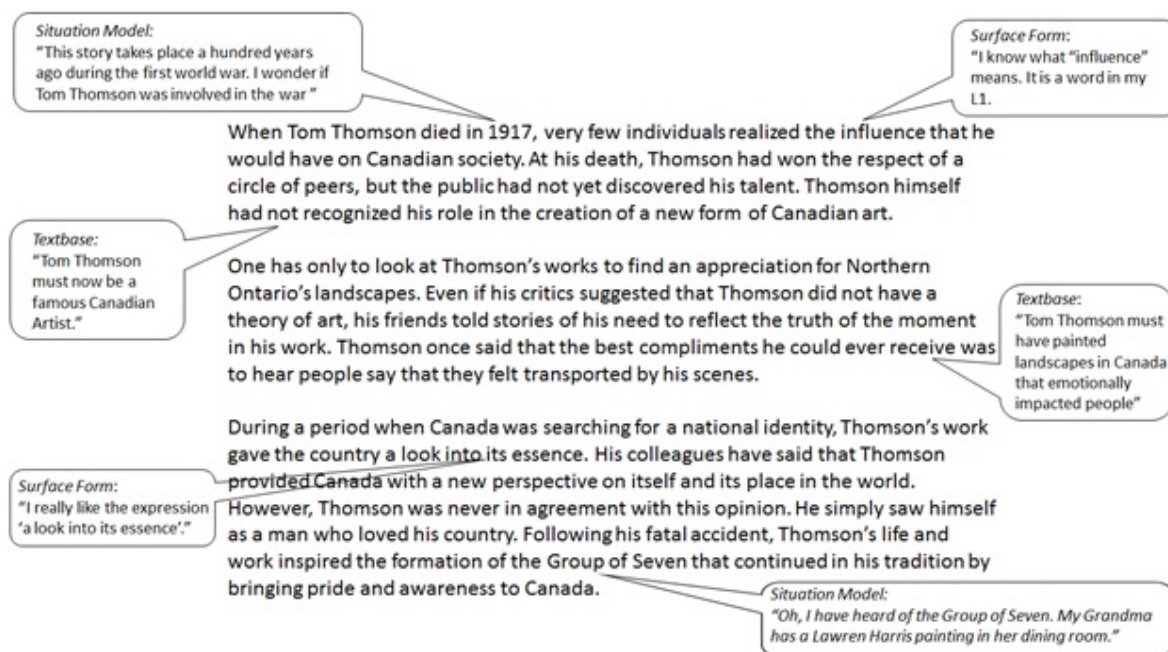 Situation Model:
“This story takes place a hundred years
ago during the first world war. I wonder if
Tom Thomson was involved in the war ”
Surface Form:
“I know what “influence”
means. It is a word in my
L1.
When Tom Thomson died in 1917, very few individuals realized the influence that he
would have on Canadian society. At his death, Thomson had won the respect of a
circle of peers, but the public had not yet discovered his talent. Thomson himself
had not recognized his role in the creation of a new form of Canadian art.
Textbase:
“Tom Thomson
must now be a
famous Canadian
Artist.”
One has only to look at Thomson’s works to find an appreciation for Northern
Ontario’s landscapes. Even if his critics suggested that Thomson did not have a
theory of art, his friends told stories of his need to reflect the truth of the moment
in his work. Thomson once said that the best compliments he could ever receive was
to hear people say that they felt transported by his scenes.
Textbase:
“Tom Thomson must
have painted
landscapes in Canada
that emotionally
impacted people”
During a period when Canada was searching for a national identity, Thomson’s work
gave the country a look into its essence. His colleagues have said that Thomson
provided Canada with a new perspective on itself and its place in the world.
However, Thomson was never in agreement with this opinion. He simply saw himself
as a man who loved his country. Following his fatal accident, Thomson’s life and
work inspired the formation of the Group of Seven that continued in his tradition by
bringing pride and awareness to Canada.
Surface Form:
“I really like the expression
‘a look into its essence’.”
Situation Model:
“Oh, I have heard of the Group of Seven. My Grandma
has a Lawren Harris painting in her dining room.”